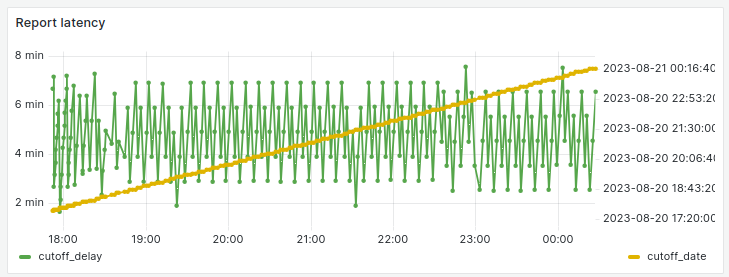 Report latency
8 min
6 min
4 min
2 min
2023-08-21 00:16:40
2023-08-20 22:53:20
2023-08-20 21:30:00
2023-08-20 20:06:40
2023-08-20 18:43:20
2023-08-20 17:20:00
18:00 19:00 20:00 21:00 22:00 23:00 00:00
cutoff_delay cutoff_date